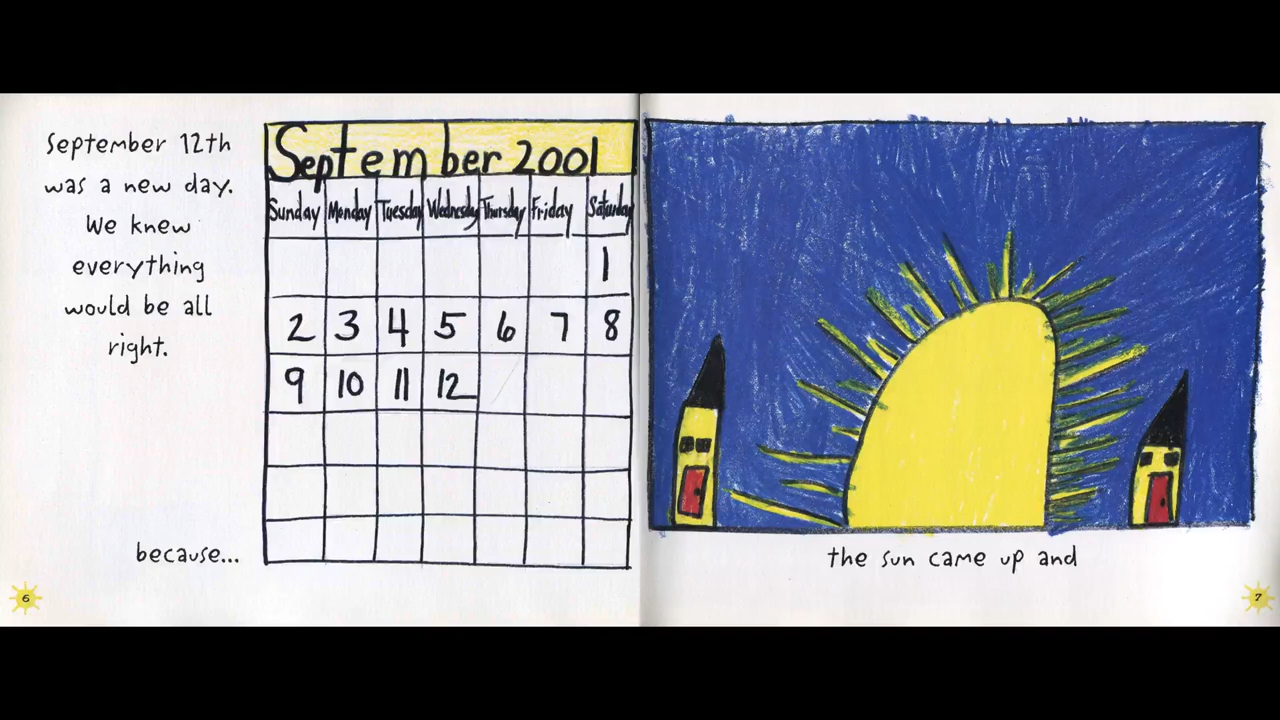 September 12th
was a new day.
We knew
everything
would be all
right.
because...
6
September 2001
Sunday Monday Tuesday Wednesday Thursday Friday Saturday
1
2 3 4 5 6 7 8
9 10 11 12
the sun came up and
7